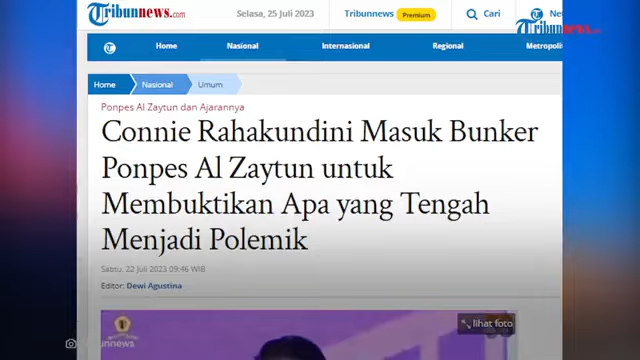 Tribunnews.com
Selasa, 25 Juli 2023
Tribunnews Premium
Cari
Net
Tribunnews.com
Home
Nasional
Internasional
Regional
Metropolit
Home
Nasional
Umum
Ponpes Al Zaytun dan Ajarannya
Connie Rahakundini Masuk Bunker
Ponpes Al Zaytun untuk
Membuktikan Apa yang Tengah
Menjadi Polemik
Sabtu, 22 Juli 2023 09:46 WIB
Editor: Dewi Agustina
lihat foto